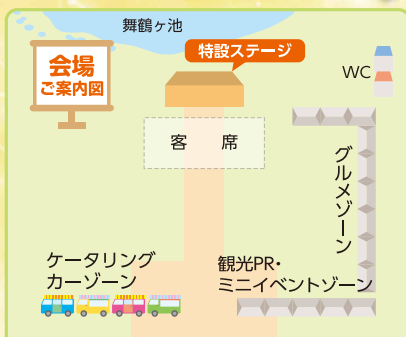 舞鶴ヶ池
特設ステージ
会場
ご案内図
WC
客 席
グルメゾーン
ケータリング
カーゾーン
観光PR・
ミニイベントゾーン